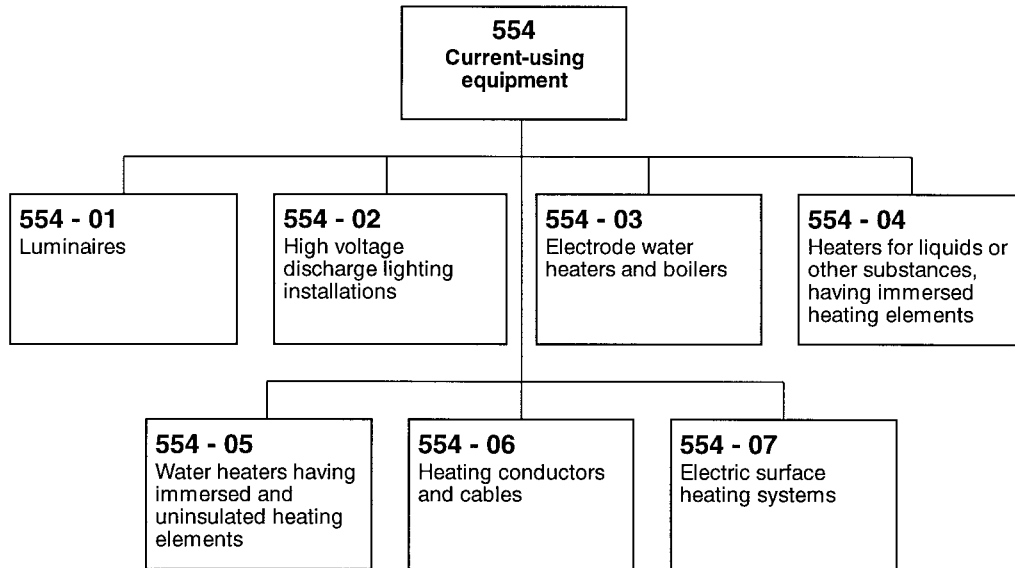 554
Current-using
equipment
554 - 01
Luminaires
554 - 02
High voltage
discharge lighting
installations
554 - 03
Electrode water
heaters and boilers
554 - 04
Heaters for liquids or
other substances,
having immersed
heating elements
554 - 05
Water heaters having
immersed and
uninsulated heating
elements
554 - 06
Heating conductors
and cables
554 - 07
Electric surface
heating systems